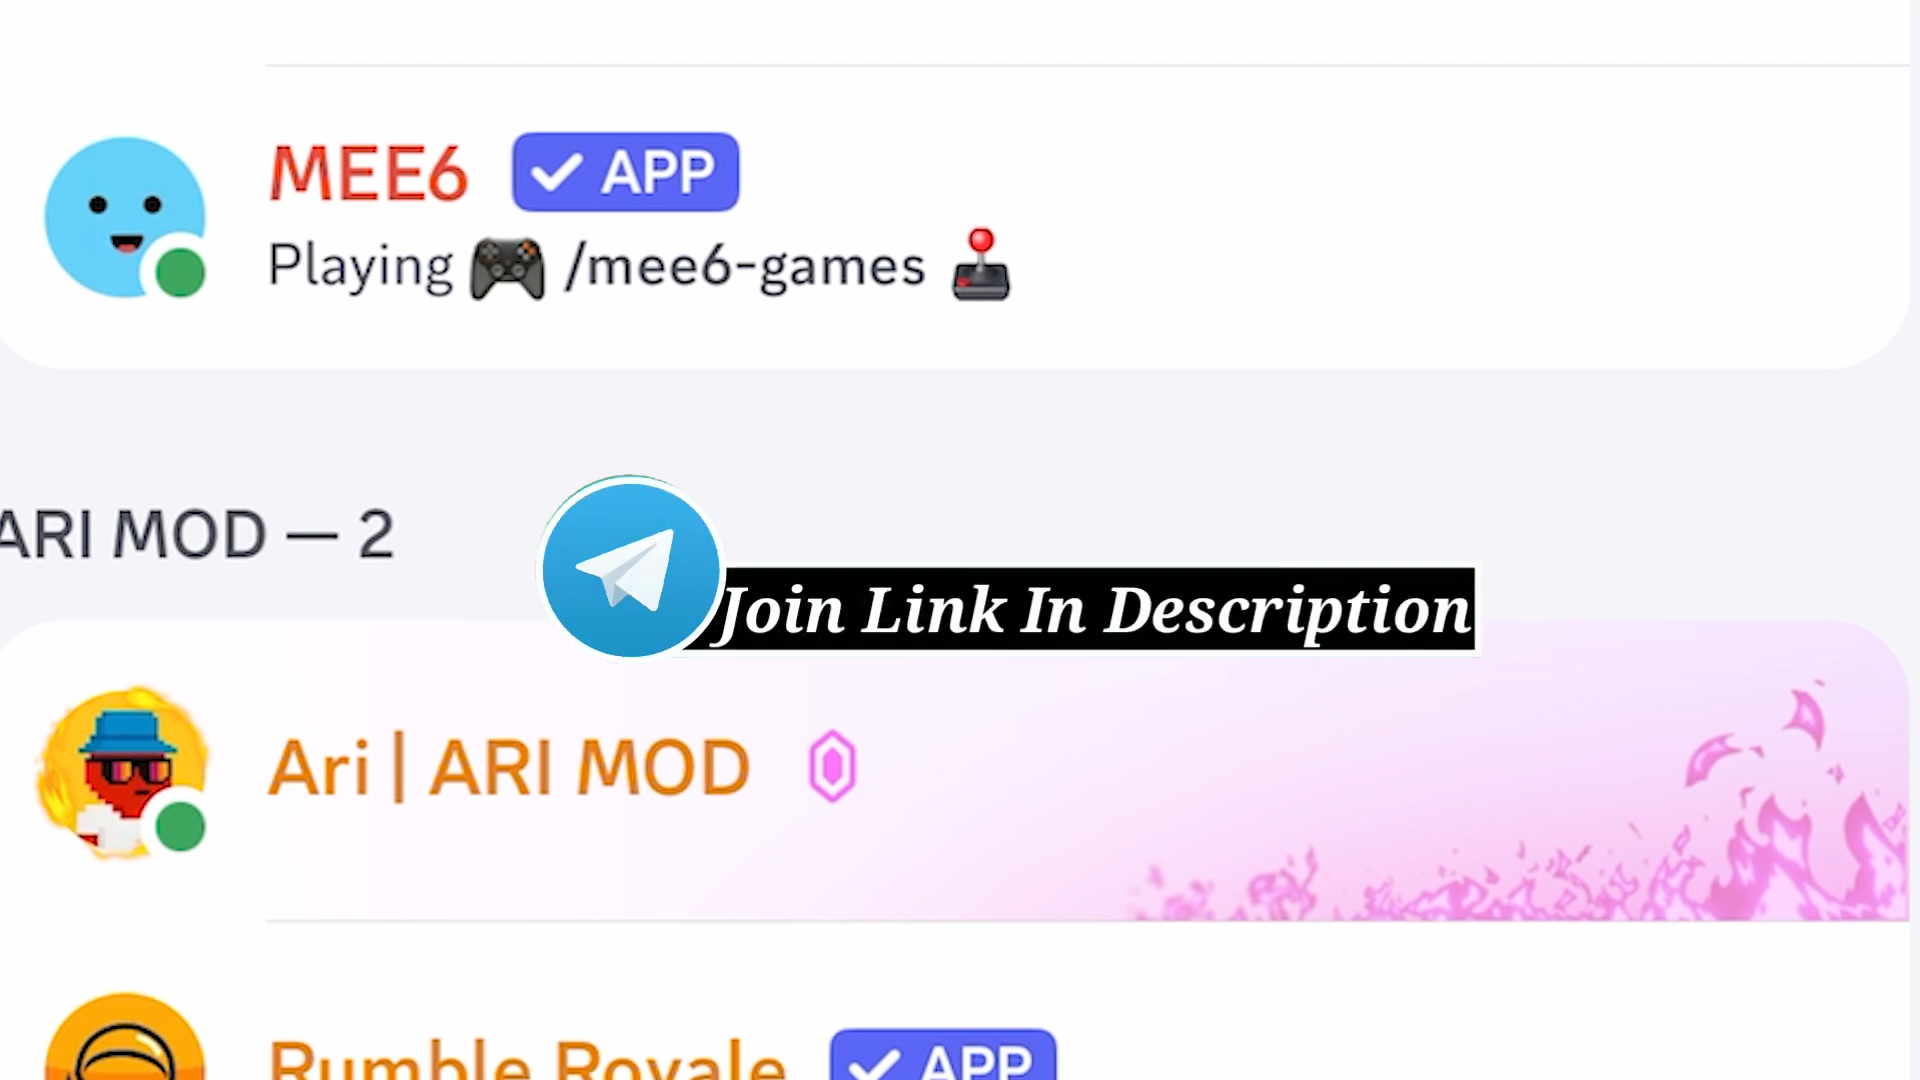 MEE6 ✓ APP
Playing 🎮 /mee6-games 🕹️
ARI MOD — 2
Join Link In Description
Ari | ARI MOD
Rumble Royale ✓ APP